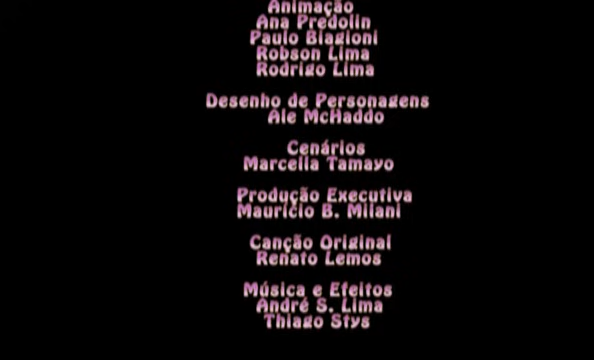 Animação
Ana Predolin
Paulo Biagioni
Robson Lima
Rodrigo Lima
Desenho de Personagens
Ale McHaddo
Cenários
Marcella Tamayo
Produção Executiva
Maurício B. Milani
Canção Original
Renato Lemos
Música e Efeitos
André S. Lima
Thiago Stys